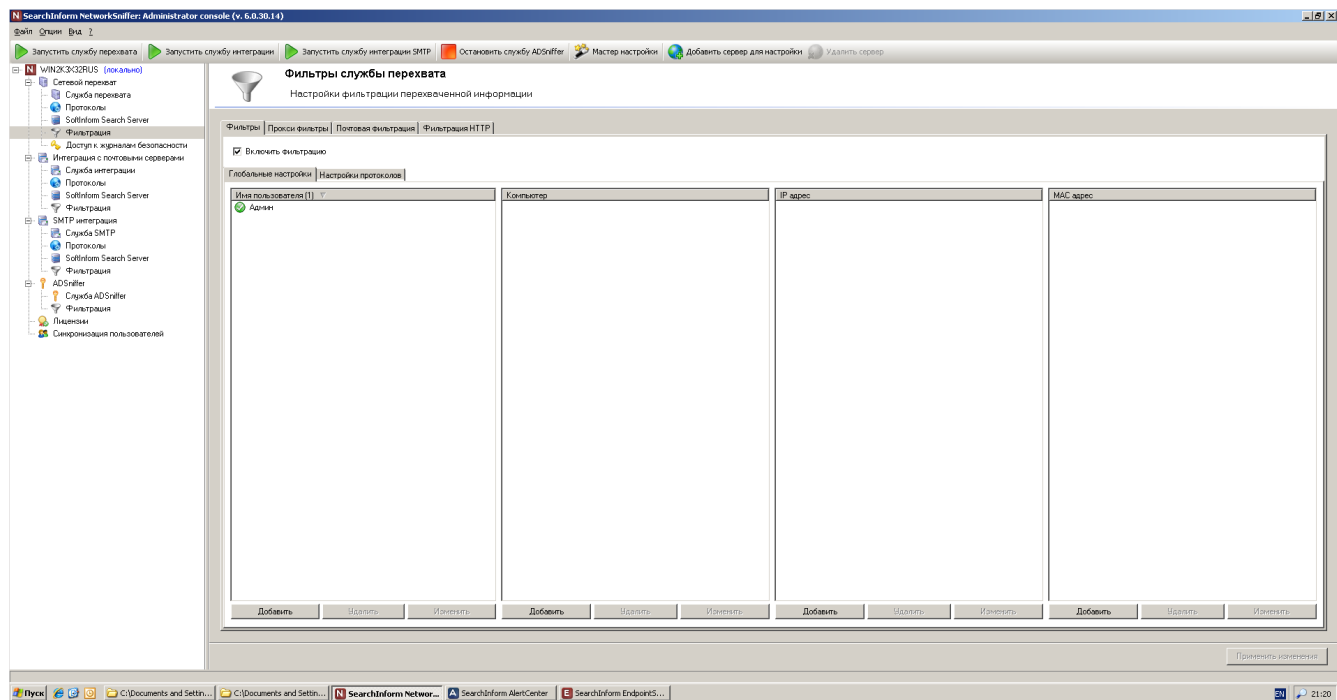 SearchInform NetworkSniffer: Administrator console (v. 6.0.30.14)
Файл Опции Вид ?
Запустить службу перехвата Запустить службу интеграции Запустить службу интеграции SMTP Остановить службу ADSniffer Мастер настройки Добавить сервер для настройки Удалить сервер
WIN2K3X32RUS (локально)
Сетевой перехват
Служба перехвата
Протоколы
SoftInform Search Server
Фильтрация
Доступ к журналам безопасности
Интеграция с почтовыми серверами
Служба интеграции
Протоколы
SoftInform Search Server
Фильтрация
SMTP интеграция
Служба SMTP
Протоколы
SoftInform Search Server
Фильтрация
ADSniffer
Служба ADSniffer
Фильтрация
Лицензии
Синхронизация пользователей
Фильтры службы перехвата
Настройки фильтрации перехваченной информации
Фильтры Прокси фильтры Почтовая фильтрация Фильтрация HTTP
Включить фильтрацию
Глобальные настройки Настройки протоколов
Имя пользователя (1) Компьютер IP адрес MAC адрес
Админ
Добавить Удалить Изменить Добавить Удалить Изменить Добавить Удалить Изменить Добавить Удалить Изменить
Применить изменения
Пуск C:\Documents and Settin... C:\Documents and Settin... SearchInform Networ... SearchInform AlertCenter SearchInform EndpointS... EN 21:20